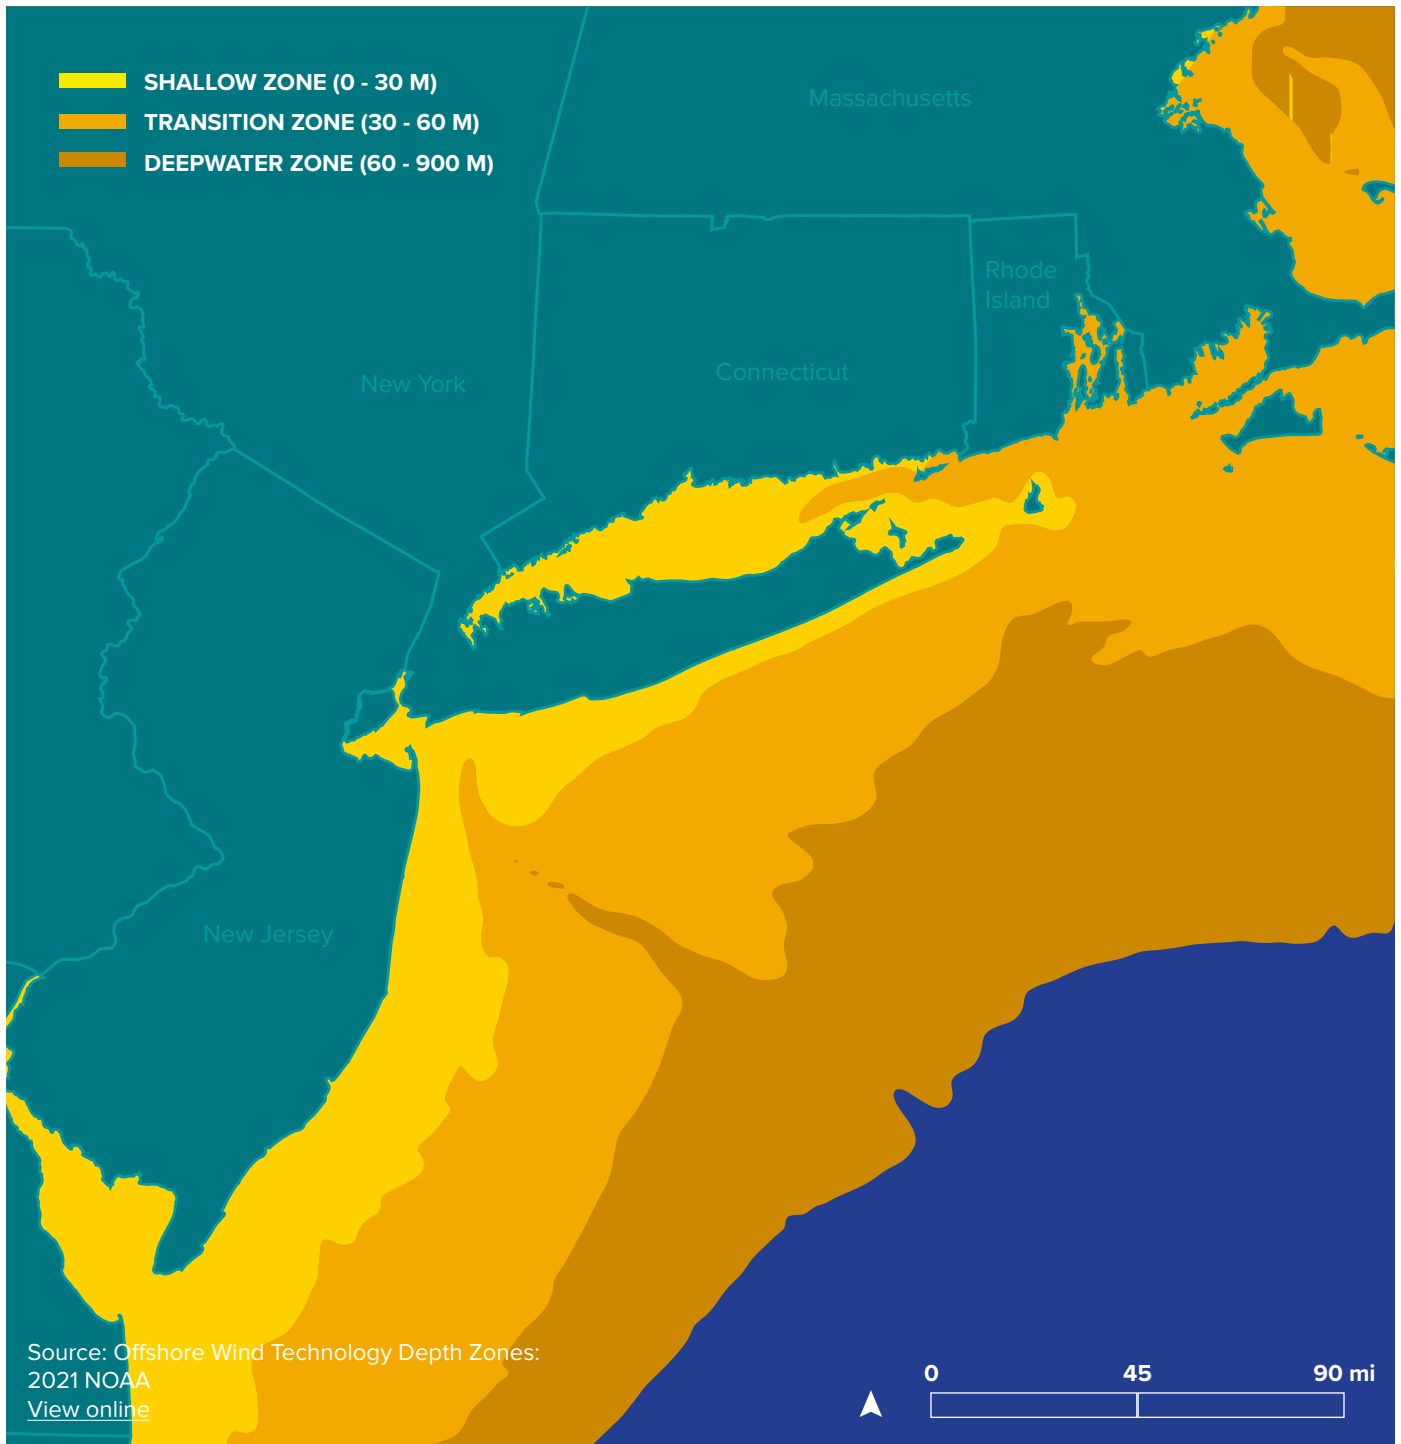 SHALLOW ZONE (0 - 30 M)
TRANSITION ZONE (30 - 60 M)
DEEPWATER ZONE (60 - 900 M)
Massachusetts
Rhode
Island
Connecticut
New York
New Jersey
Source: Offshore Wind Technology Depth Zones:
2021 NOAA
View online
0 45 90 mi